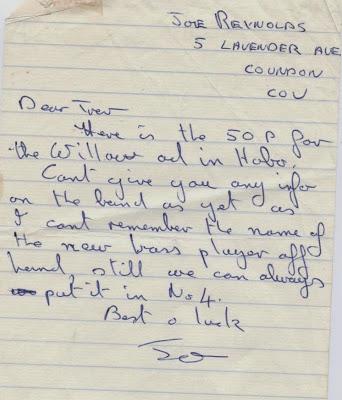 JOE REYNOLDS
5 LAVENDER AVE
COUNDON
COV
Dear Trev
Here is the 50 p for
the Willow ad in Hobo.
Cant give you any info
on the band as yet as
I cant remember the name of
the new bass player off
hand, still we can always
put it in No 4.
Best o luck
Joe